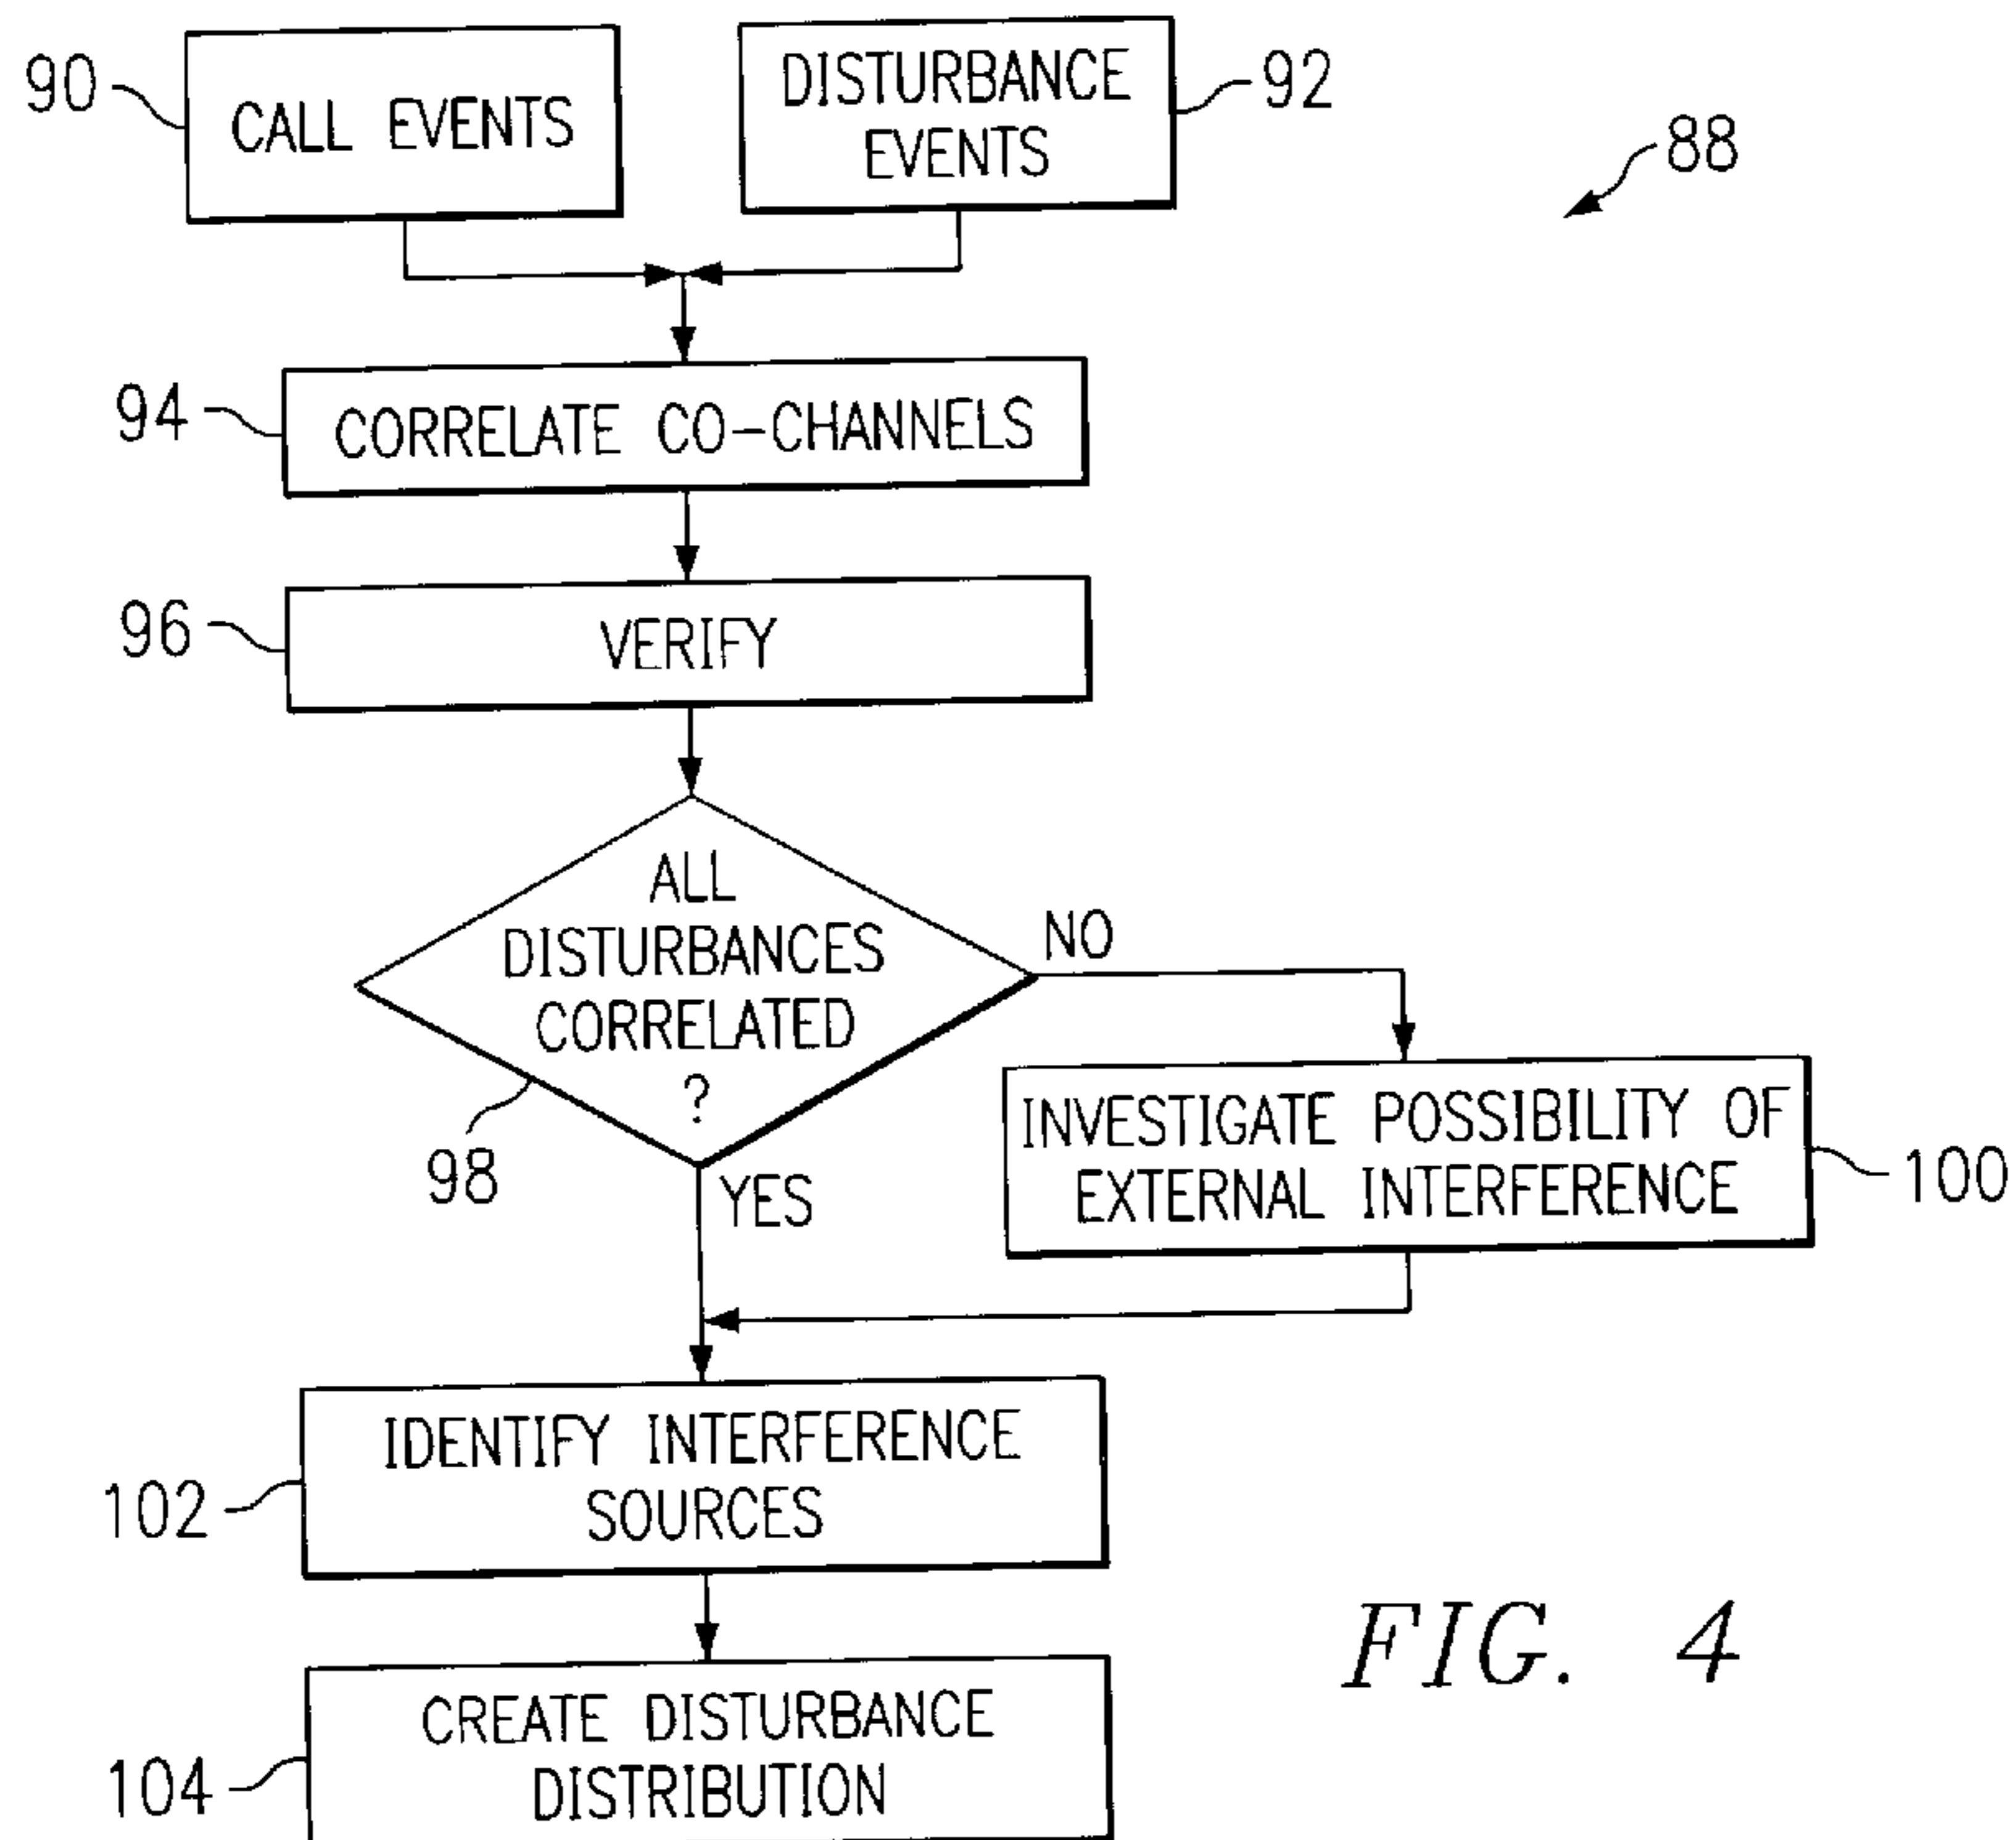 90
CALL EVENTS
DISTURBANCE
EVENTS
92
88
94
CORRELATE CO-CHANNELS
96
VERIFY
ALL
DISTURBANCES
CORRELATED
?
NO
98
YES
INVESTIGATE POSSIBILITY OF
EXTERNAL INTERFERENCE
100
IDENTIFY INTERFERENCE
SOURCES
102
CREATE DISTURBANCE
DISTRIBUTION
104
FIG. 4